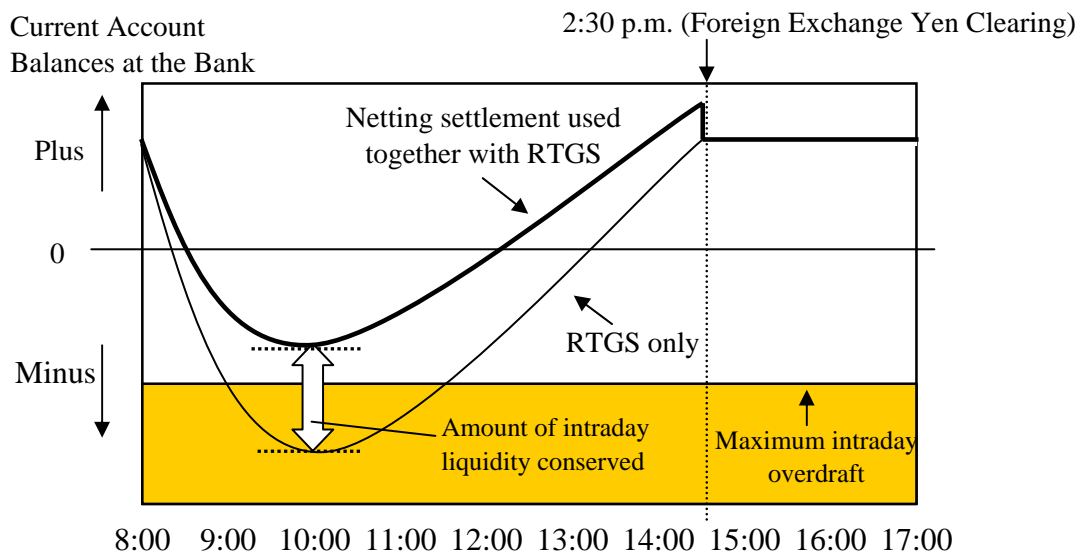 Current Account
Balances at the Bank
2:30 p.m. (Foreign Exchange Yen Clearing)
Plus
Netting settlement used
together with RTGS
0
RTGS only
Minus
Amount of intraday
liquidity conserved
Maximum intraday
overdraft
8:00 9:00 10:00 11:00 12:00 13:00 14:00 15:00 16:00 17:00